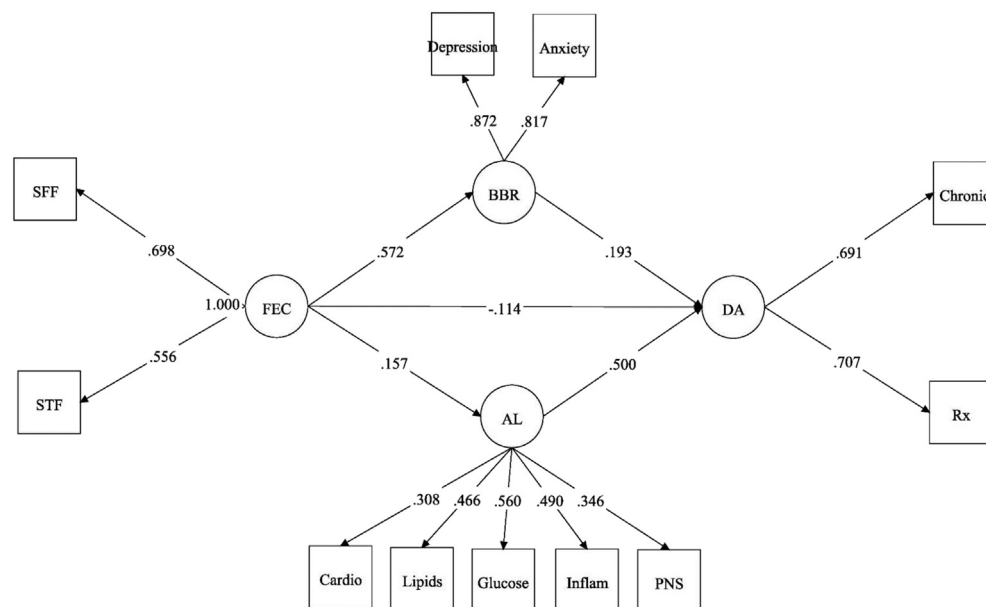 Depression
Anxiety
.872
.817
SFF
BBR
Chronic
.698
.572
.193
.691
1.000
FEC
-.114
DA
.556
.157
.500
.707
STF
AL
Rx
.308
.466
.560
.490
.346
Cardio
Lipids
Glucose
Inflam
PNS